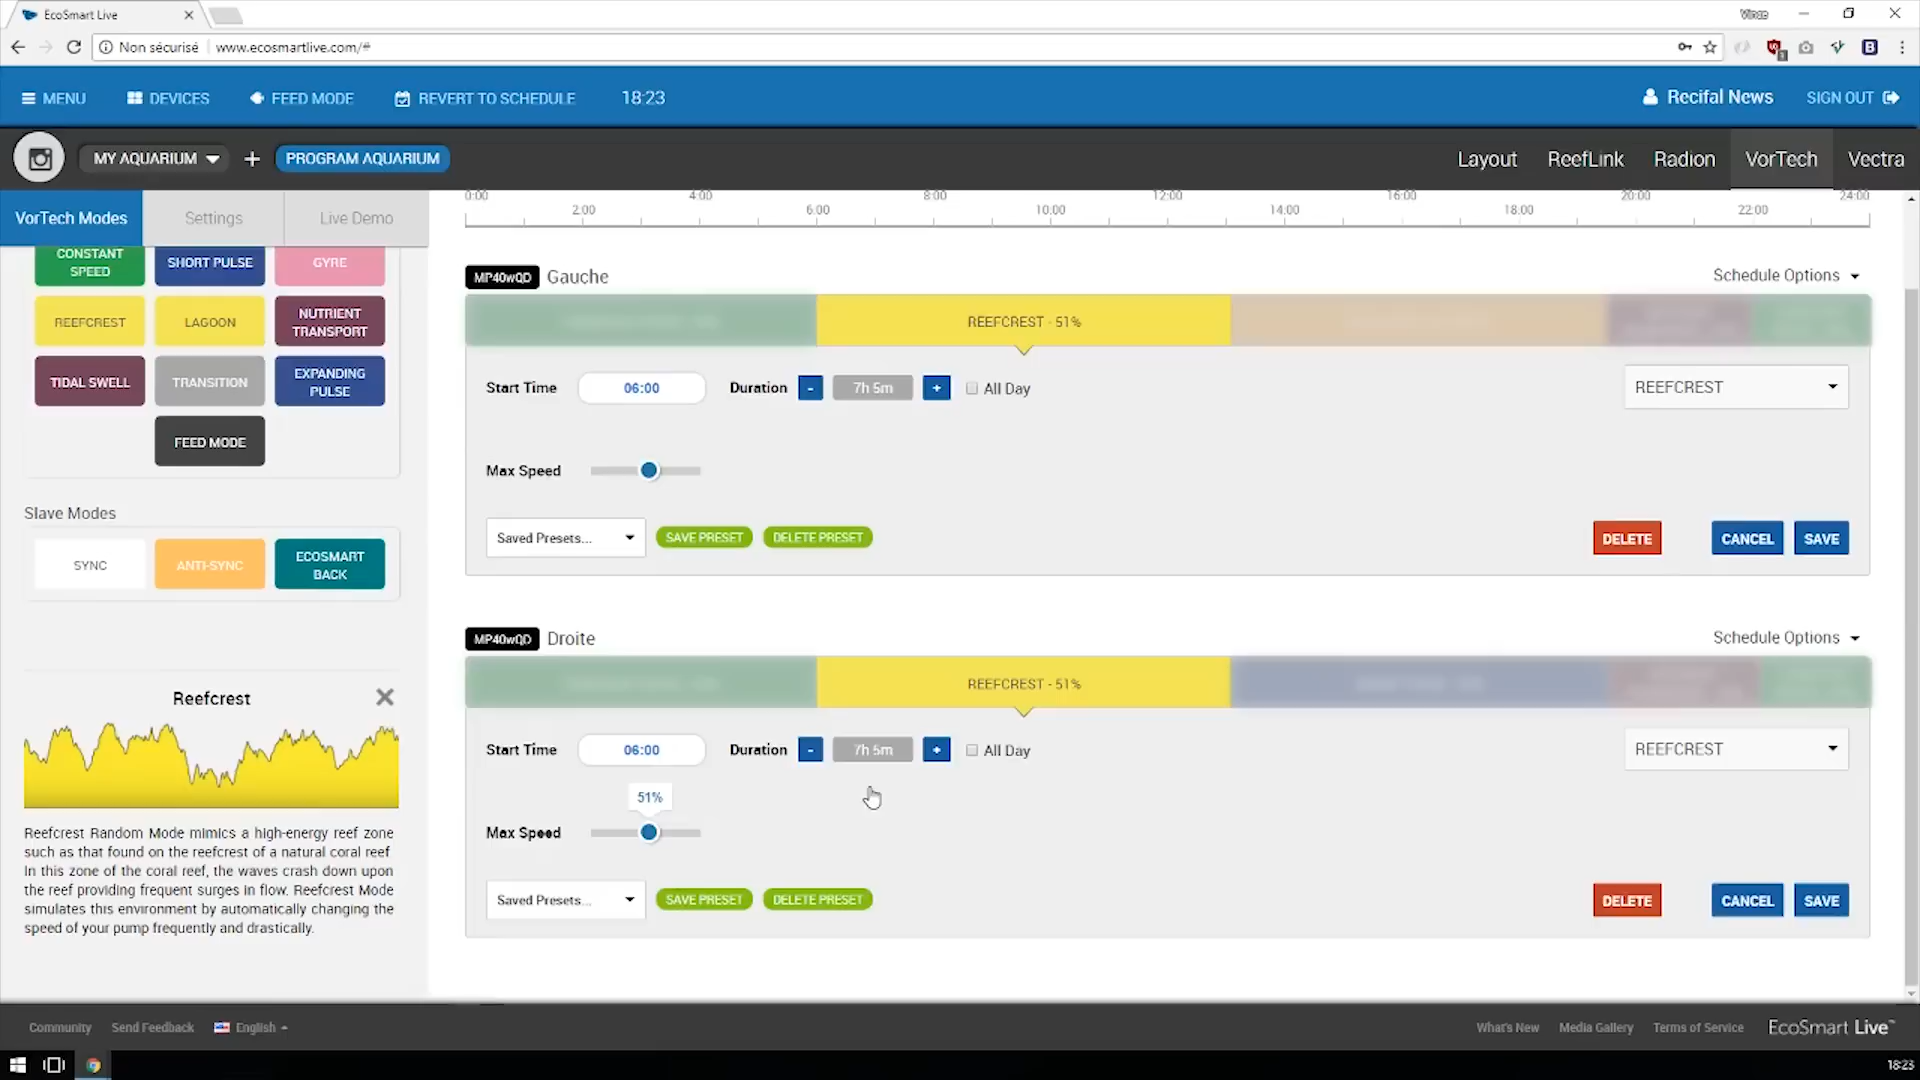 EcoSmart Live
Vince
Non sécurisé
www.ecosmartlive.com/#
MENU
DEVICES
FEED MODE
REVERT TO SCHEDULE
18:23
Recifal News
SIGN OUT
MY AQUARIUM
+
PROGRAM AQUARIUM
Layout
ReefLink
Radion
VorTech
Vectra
VorTech Modes
Settings
Live Demo
0:00
2:00
4:00
6:00
8:00
10:00
12:00
14:00
16:00
18:00
20:00
22:00
24:00
CONSTANT
SPEED
SHORT PULSE
GYRE
REEFCREST
LAGOON
NUTRIENT
TRANSPORT
TIDAL SWELL
TRANSITION
EXPANDING
PULSE
FEED MODE
Slave Modes
SYNC
ANTI-SYNC
ECOSMART
BACK
Reefcrest
Reefcrest Random Mode mimics a high-energy reef zone
such as that found on the reefcrest of a natural coral reef
In this zone of the coral reef, the waves crash down upon
the reef providing frequent surges in flow. Reefcrest Mode
simulates this environment by automatically changing the
speed of your pump frequently and drastically.
MP40wQD Gauche
Schedule Options
REEFCREST - 51%
Start Time 06:00 Duration - 7h 5m + All Day
REEFCREST
Max Speed
Saved Presets... SAVE PRESET DELETE PRESET
DELETE CANCEL SAVE
MP40wQD Droite
Schedule Options
REEFCREST - 51%
Start Time 06:00 Duration - 7h 5m + All Day
REEFCREST
51%
Max Speed
Saved Presets... SAVE PRESET DELETE PRESET
DELETE CANCEL SAVE
Community
Send Feedback
English
What's New
Media Gallery
Terms of Service
EcoSmart Live™
18:23